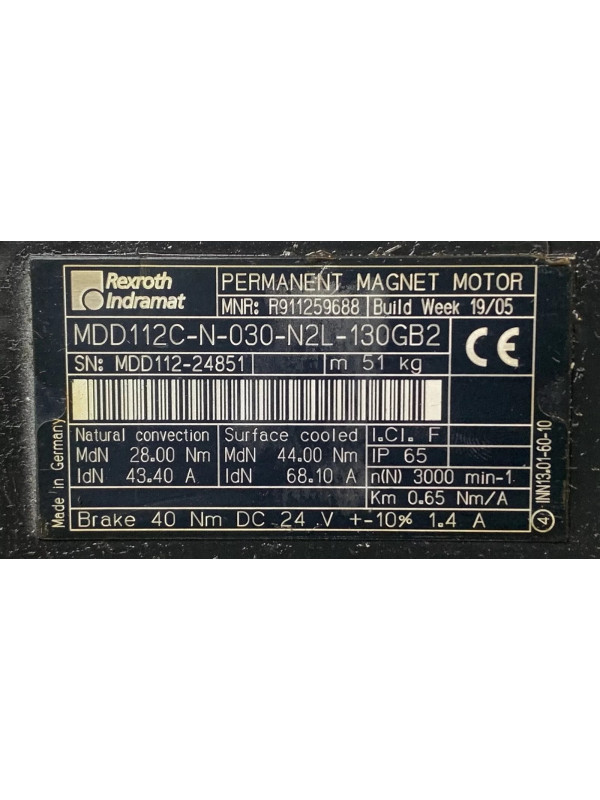 Rexroth
Indramat
PERMANENT MAGNET MOTOR
MNR: R911259688 Build Week 19/05
MDD112C-N-030-N2L-130GB2
CE
SN: MDD112-24851 m 51 kg
Natural convection Surface cooled I.Cl. F
MdN 28.00 Nm MdN 44.00 Nm IP 65
IdN 43.40 A IdN 68.10 A n(N) 3000 min-1
Km 0.65 Nm/A
Brake 40 Nm DC 24 V +-10% 1.4 A
Made in Germany
4 INN13.01-60-10